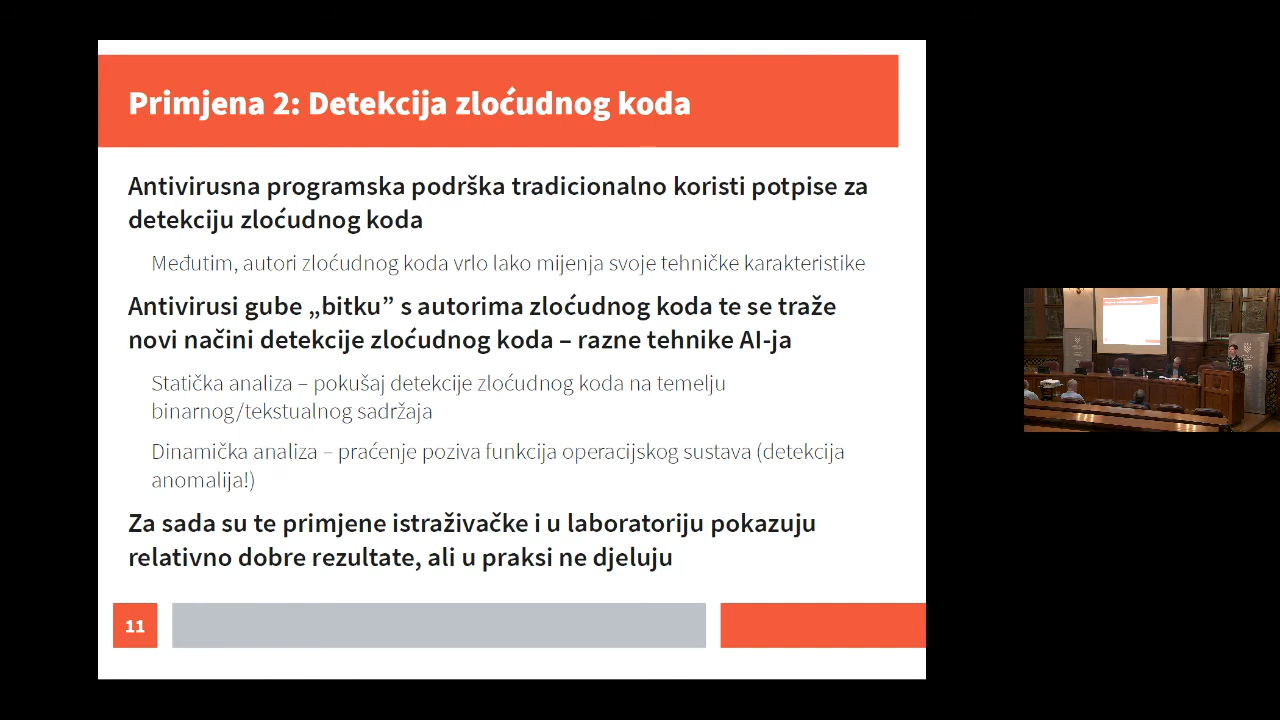 Primjena 2: Detekcija zloćudnog koda
Antivirusna programska podrška tradicionalno koristi potpise za
detekciju zloćudnog koda
Međutim, autori zloćudnog koda vrlo lako mijenja svoje tehničke karakteristike
Antivirusi gube „bitku” s autorima zloćudnog koda te se traže
novi načini detekcije zloćudnog koda – razne tehnike AI-ja
Statička analiza – pokušaj detekcije zloćudnog koda na temelju
binarnog/tekstualnog sadržaja
Dinamička analiza – praćenje poziva funkcija operacijskog sustava (detekcija
anomalija!)
Za sada su te primjene istraživačke i u laboratoriju pokazuju
relativno dobre rezultate, ali u praksi ne djeluju
11